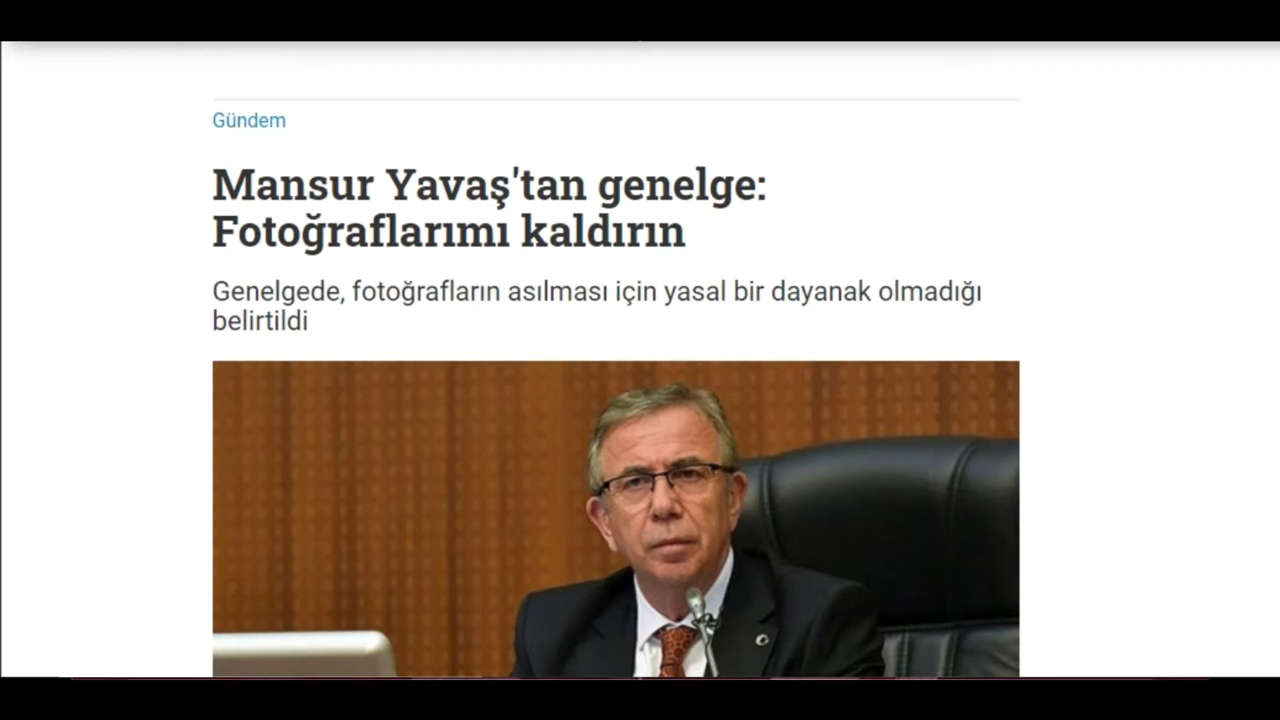 Gündem
Mansur Yavaş'tan genelge:
Fotoğraflarımı kaldırın
Genelgede, fotoğrafların asılması için yasal bir dayanak olmadığı
belirtildi